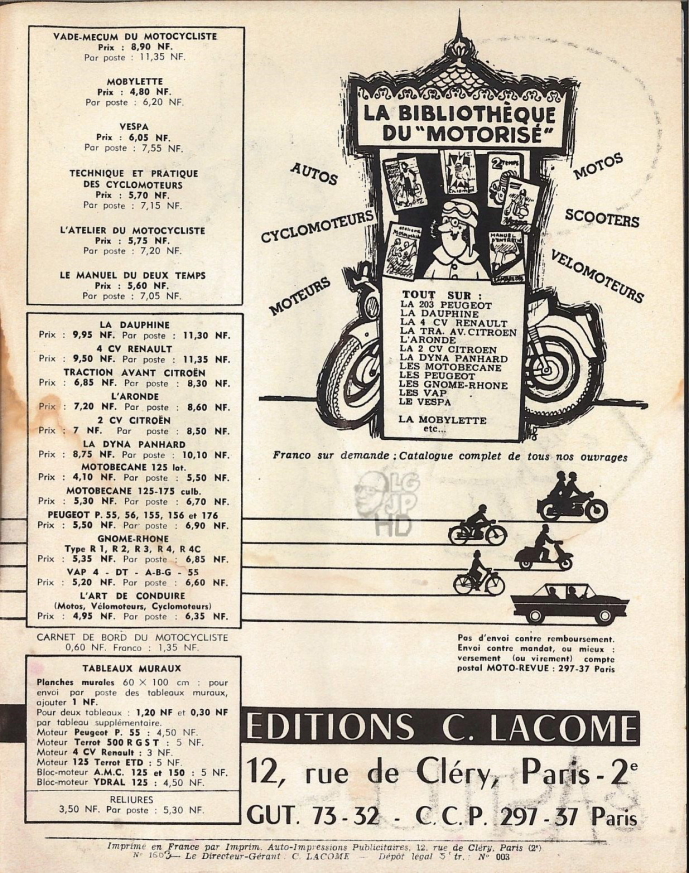 VADE-MECUM DU MOTOCYCLISTE
Prix : 8,90 NF.
Par poste : 11,35 NF.
MOBYLETTE
Prix : 4,80 NF.
Par poste : 6,20 NF.
VESPA
Prix : 6,05 NF.
Par poste : 7,55 NF.
TECHNIQUE ET PRATIQUE
DES CYCLOMOTEURS
Prix : 5,70 NF.
Par poste : 7,15 NF.
L'ATELIER DU MOTOCYCLISTE
Prix : 5,75 NF.
Par poste : 7,20 NF.
LE MANUEL DU DEUX TEMPS
Prix : 5,60 NF.
Par poste : 7,05 NF.
LA DAUPHINE
Prix : 9,95 NF. Par poste : 11,30 NF.
4 CV RENAULT
Prix : 9,50 NF. Par poste : 11,35 NF.
TRACTION AVANT CITROËN
Prix : 6,85 NF. Par poste : 8,30 NF.
L'ARONDE
Prix : 7,20 NF. Par poste : 8,60 NF.
2 CV CITROËN
Prix : 7 NF. Par poste : 8,50 NF.
LA DYNA PANHARD
Prix : 8,75 NF. Par poste : 10,10 NF.
MOTOBECANE 125 lat.
Prix : 4,10 NF. Par poste : 5,50 NF.
MOTOBECANE 125-175 culb.
Prix : 5,30 NF. Par poste : 6,70 NF.
PEUGEOT P. 55, 56, 155, 156 et 176
Prix : 5,50 NF. Par poste : 6,90 NF.
GNOME-RHONE
Type R 1, R 2, R 3, R 4, R 4C
Prix : 5,35 NF. Par poste : 6,85 NF.
VAP 4 - DT - A-B-G - 55
Prix : 5,20 NF. Par poste : 6,60 NF.
L'ART DE CONDUIRE
(Motos, Vélomoteurs, Cyclomoteurs)
Prix : 4,95 NF. Par poste : 6,35 NF.
CARNET DE BORD DU MOTOCYCLISTE
0,60 NF. Franco : 1,35 NF.
TABLEAUX MURAUX
Planches murales 60 × 100 cm : pour
envoi par poste des tableaux muraux,
ajouter 1 NF.
Pour deux tableaux : 1,20 NF et 0,30 NF
par tableau supplémentaire.
Moteur Peugeot P. 55 : 4,50 NF.
Moteur Terrot 500 R G S T : 5 NF.
Moteur 4 CV Renault : 3 NF.
Moteur 125 Terrot ETD : 5 NF.
Bloc-moteur A.M.C. 125 et 150 : 5 NF.
Bloc-moteur YDRAL 125 : 4,50 NF.
RELIURES
3,50 NF. Par poste : 5,30 NF.
LA BIBLIOTHÈQUE
DU "MOTORISÉ"
AUTOS
CYCLOMOTEURS
MOTEURS
MOTOS
SCOOTERS
VELOMOTEURS
2 TEMPS
MANUEL
D'ENTRETIEN
TOUT SUR :
LA 203 PEUGEOT
LA DAUPHINE
LA 4 CV RENAULT
LA TRA. AV. CITROEN
L'ARONDE
LA 2 CV CITROEN
LA DYNA PANHARD
LES MOTOBECANE
LES PEUGEOT
LES GNOME-RHONE
LES VAP
LE VESPA
LA MOBYLETTE
etc...
Franco sur demande : Catalogue complet de tous nos ouvrages
LG
JP
HD
Pas d'envoi contre remboursement.
Envoi contre mandat, ou mieux :
versement (ou virement) compte
postal MOTO-REVUE : 297-37 Paris
EDITIONS C. LACOME
12, rue de Cléry, Paris - 2e
GUT. 73-32 - C.C.P. 297-37 Paris
Imprimé en France par Imprim. Auto-Impressions Publicitaires, 12, rue de Cléry, Paris (2e)
Le Directeur-Gérant : C. LACOME — Dépôt légal 3e tr. : No 003